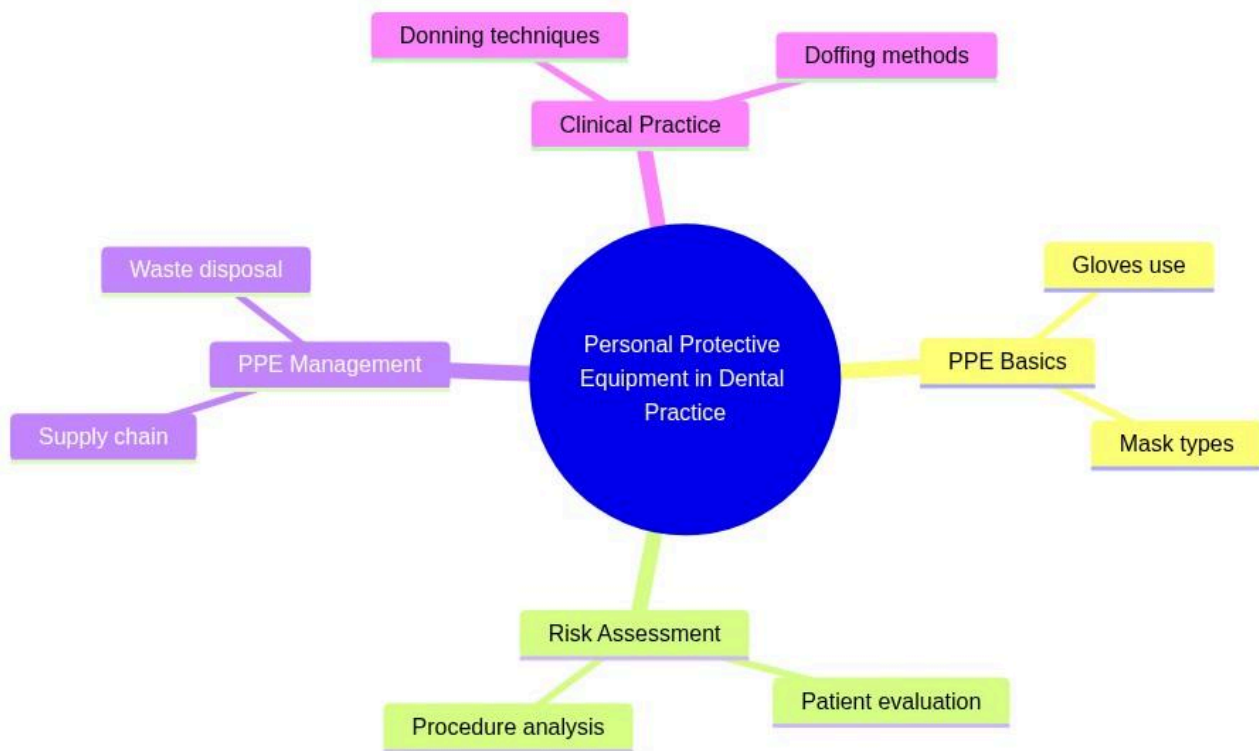 Donning techniques
Doffing methods
Clinical Practice
Waste disposal
Gloves use
PPE Management
Personal Protective
Equipment in Dental
Practice
PPE Basics
Supply chain
Mask types
Risk Assessment
Patient evaluation
Procedure analysis